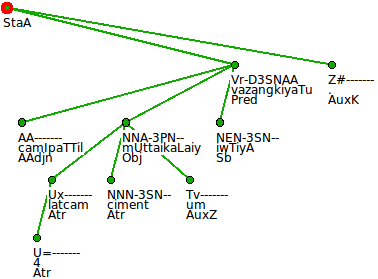 StaA
Vr-D3SNAA
vazangkiyaTu
Pred
Z#-------
.
AuxK
AA-------
camIpaTTil
AAdjn
NNA-3PN--
mUttaikaLaiy
Obj
NEN-3SN--
iwTiyA
Sb
Ux-------
latcam
Atr
NNN-3SN--
ciment
Atr
Tv-------
um
AuxZ
U=-------
4
Atr